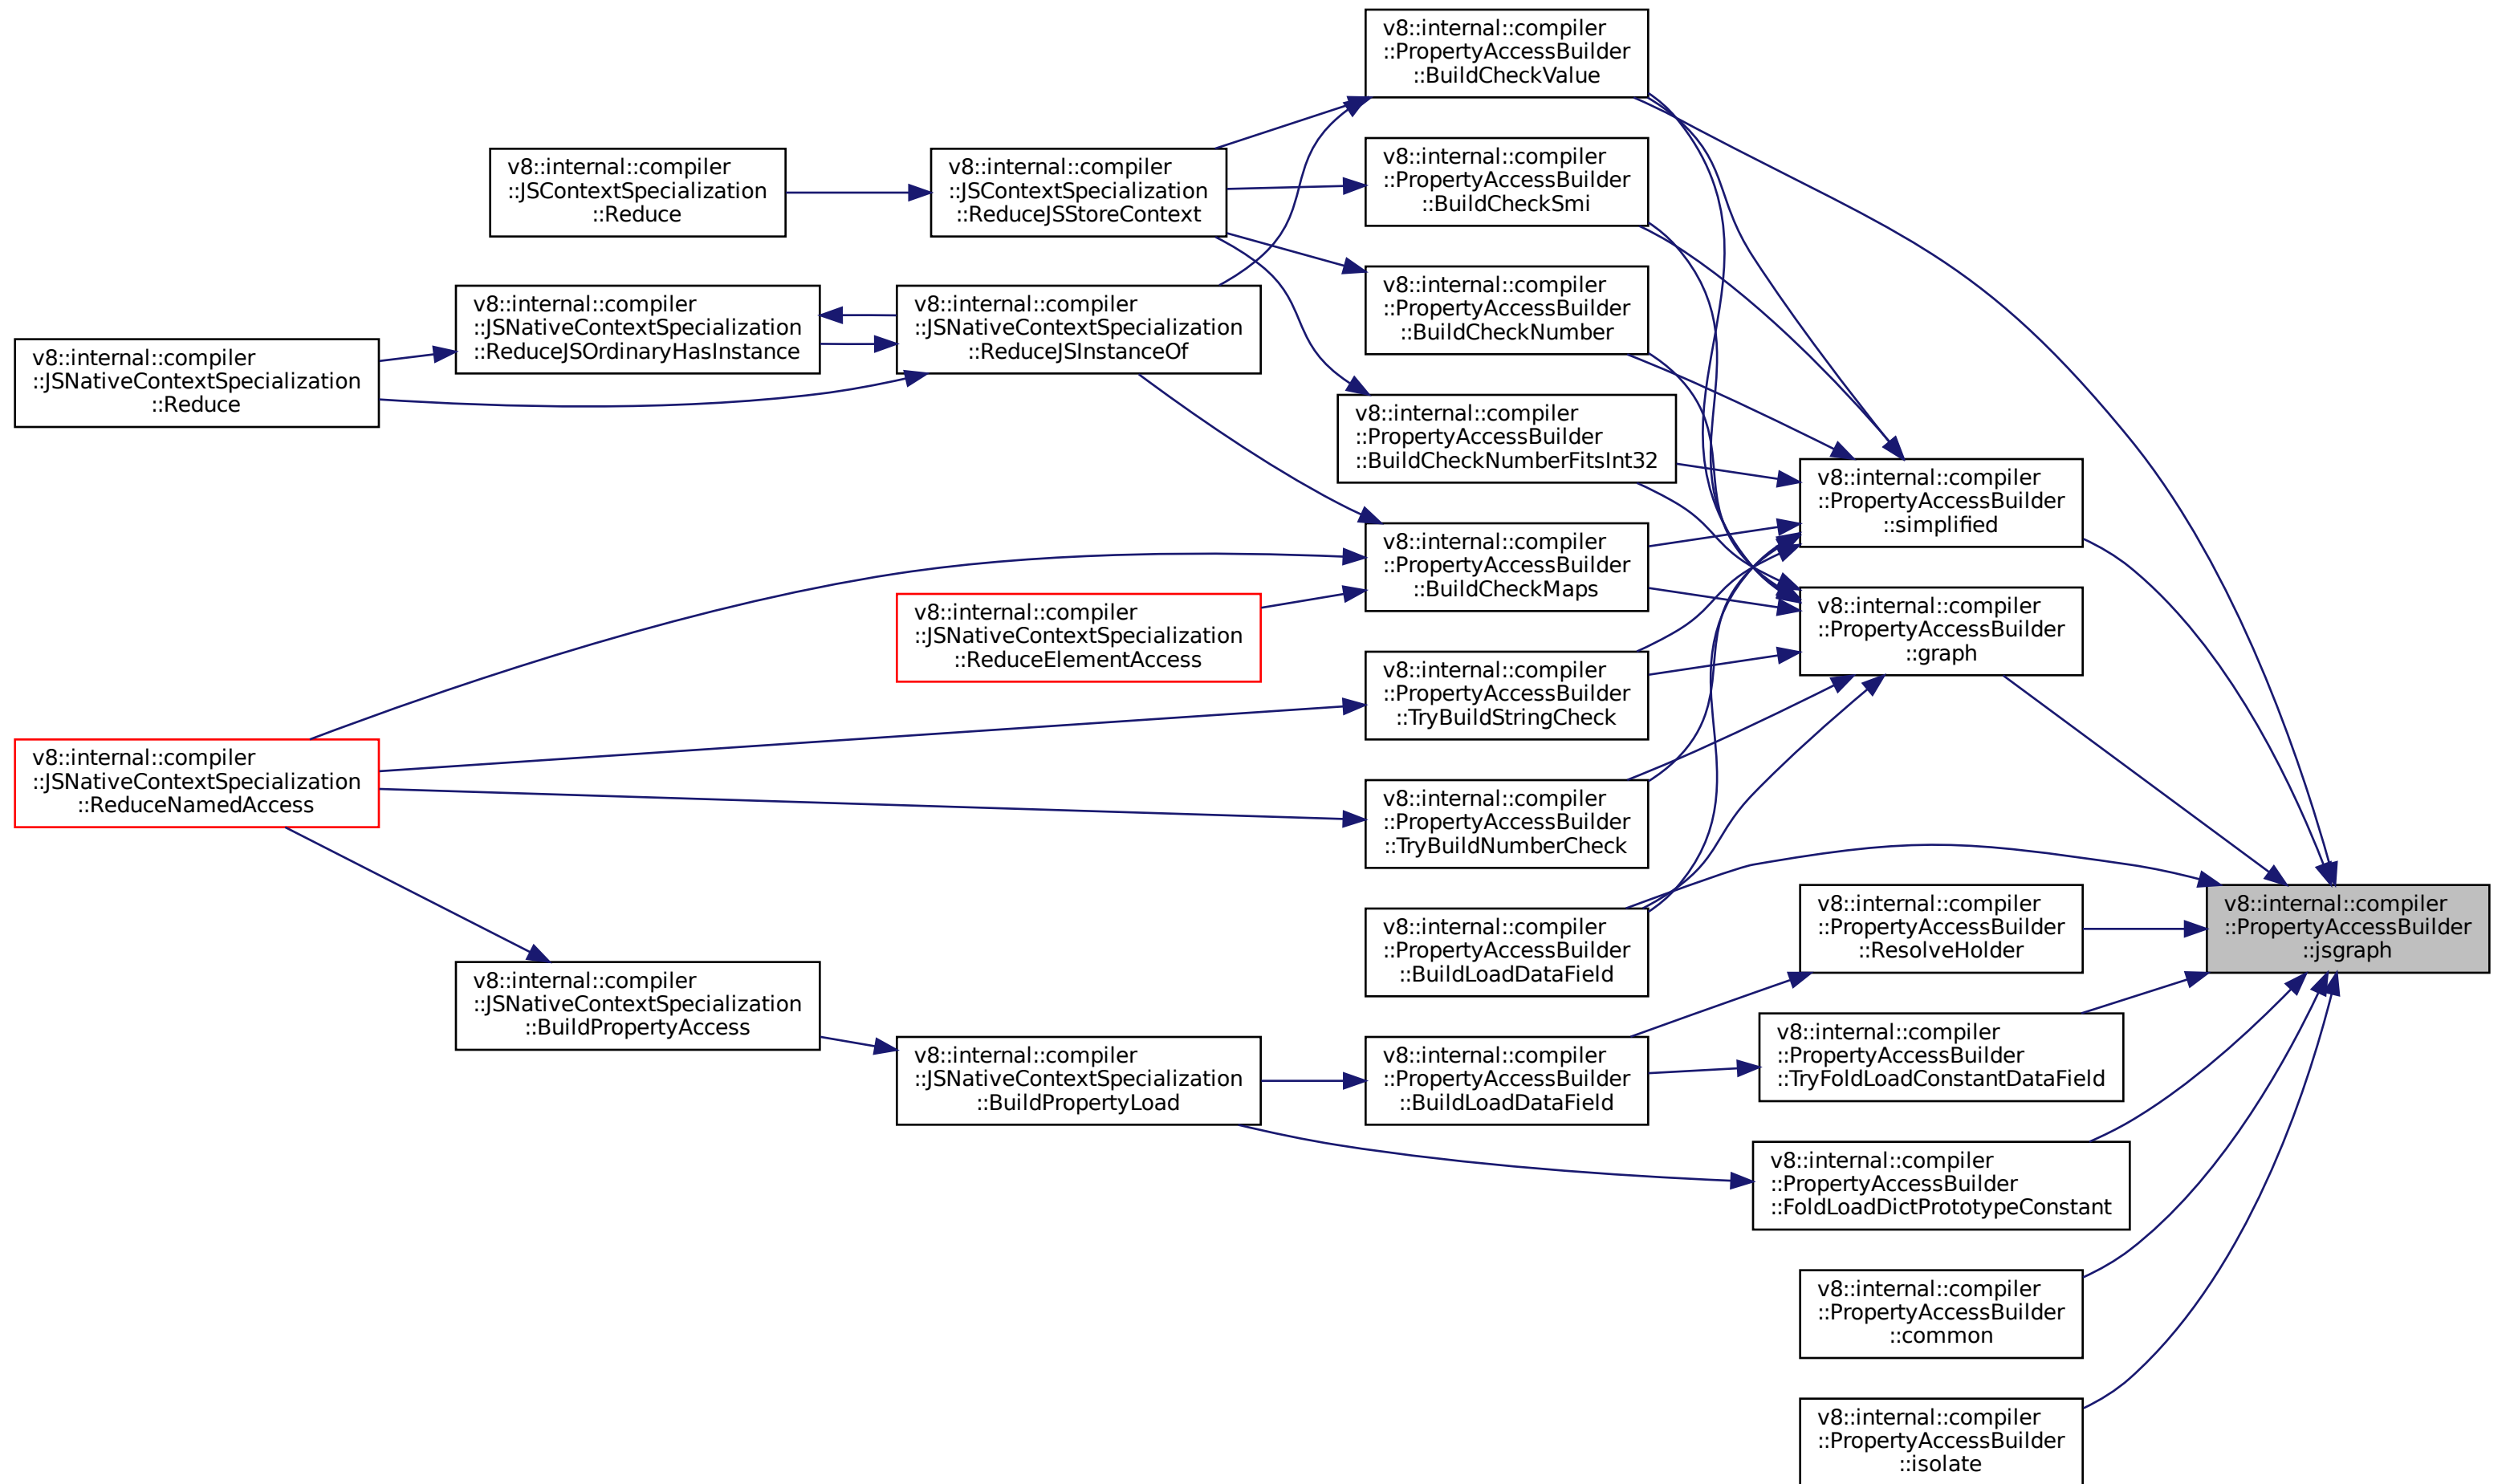 v8::internal::compiler
::PropertyAccessBuilder
::BuildCheckValue
v8::internal::compiler
::PropertyAccessBuilder
::BuildCheckSmi
v8::internal::compiler
::JSContextSpecialization
::Reduce
v8::internal::compiler
::JSContextSpecialization
::ReduceJSStoreContext
v8::internal::compiler
::PropertyAccessBuilder
::BuildCheckNumber
v8::internal::compiler
::JSNativeContextSpecialization
::ReduceJSOrdinaryHasInstance
v8::internal::compiler
::JSNativeContextSpecialization
::ReduceJSInstanceOf
v8::internal::compiler
::JSNativeContextSpecialization
::Reduce
v8::internal::compiler
::PropertyAccessBuilder
::BuildCheckNumberFitsInt32
v8::internal::compiler
::PropertyAccessBuilder
::simplified
v8::internal::compiler
::PropertyAccessBuilder
::BuildCheckMaps
v8::internal::compiler
::JSNativeContextSpecialization
::ReduceElementAccess
v8::internal::compiler
::PropertyAccessBuilder
::graph
v8::internal::compiler
::PropertyAccessBuilder
::TryBuildStringCheck
v8::internal::compiler
::JSNativeContextSpecialization
::ReduceNamedAccess
v8::internal::compiler
::PropertyAccessBuilder
::TryBuildNumberCheck
v8::internal::compiler
::PropertyAccessBuilder
::BuildLoadDataField
v8::internal::compiler
::PropertyAccessBuilder
::ResolveHolder
v8::internal::compiler
::PropertyAccessBuilder
::jsgraph
v8::internal::compiler
::JSNativeContextSpecialization
::BuildPropertyAccess
v8::internal::compiler
::JSNativeContextSpecialization
::BuildPropertyLoad
v8::internal::compiler
::PropertyAccessBuilder
::BuildLoadDataField
v8::internal::compiler
::PropertyAccessBuilder
::TryFoldLoadConstantDataField
v8::internal::compiler
::PropertyAccessBuilder
::FoldLoadDictPrototypeConstant
v8::internal::compiler
::PropertyAccessBuilder
::common
v8::internal::compiler
::PropertyAccessBuilder
::isolate